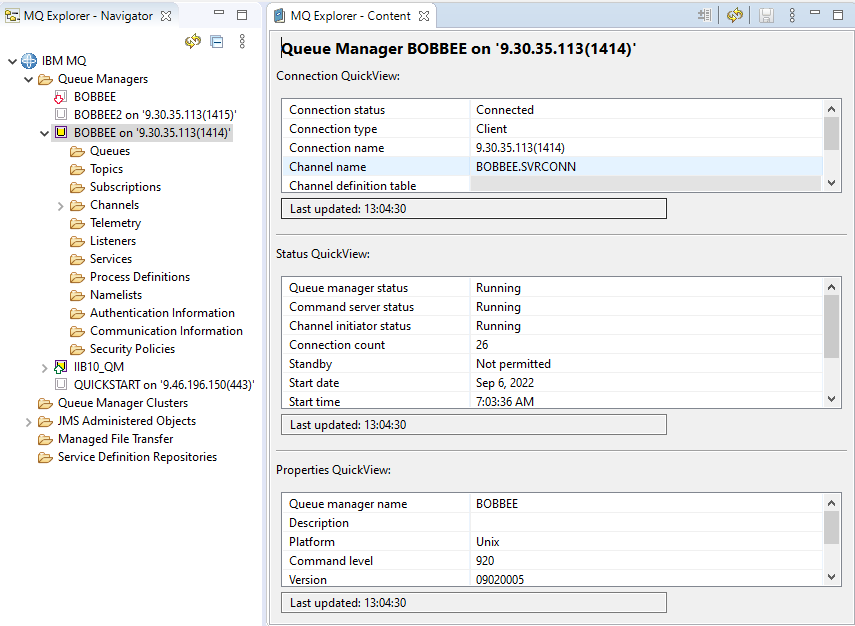 MQ Explorer - Navigator
IBM MQ
Queue Managers
BOBBEE
BOBBEE2 on '9.30.35.113(1415)'
BOBBEE on '9.30.35.113(1414)'
Queues
Topics
Subscriptions
Channels
Telemetry
Listeners
Services
Process Definitions
Namelists
Authentication Information
Communication Information
Security Policies
IIB10_QM
QUICKSTART on '9.46.196.150(443)'
Queue Manager Clusters
JMS Administered Objects
Managed File Transfer
Service Definition Repositories
MQ Explorer - Content
Queue Manager BOBBEE on '9.30.35.113(1414)'
Connection QuickView:
Connection status Connected
Connection type Client
Connection name 9.30.35.113(1414)
Channel name BOBBEE.SVRCONN
Channel definition table
Last updated: 13:04:30
Status QuickView:
Queue manager status Running
Command server status Running
Channel initiator status Running
Connection count 26
Standby Not permitted
Start date Sep 6, 2022
Start time 7:03:36 AM
Last updated: 13:04:30
Properties QuickView:
Queue manager name BOBBEE
Description
Platform Unix
Command level 920
Version 09020005
Last updated: 13:04:30